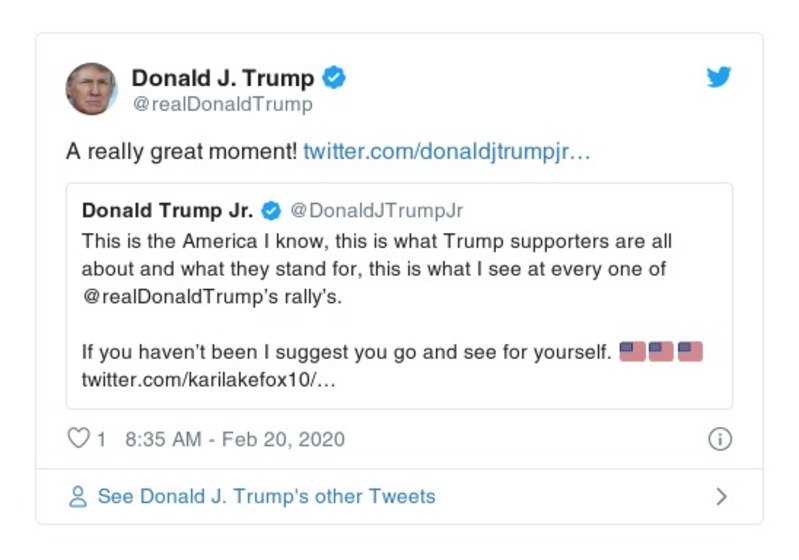 Donald J. Trump
@realDonaldTrump
A really great moment! twitter.com/donaldjtrumpjr…
Donald Trump Jr. @DonaldJTrumpJr
This is the America I know, this is what Trump supporters are all
about and what they stand for, this is what I see at every one of
@realDonaldTrump’s rally’s.
If you haven’t been I suggest you go and see for yourself. 🇺🇸🇺🇸🇺🇸
twitter.com/karilakefox10/…
1 8:35 AM - Feb 20, 2020
See Donald J. Trump's other Tweets